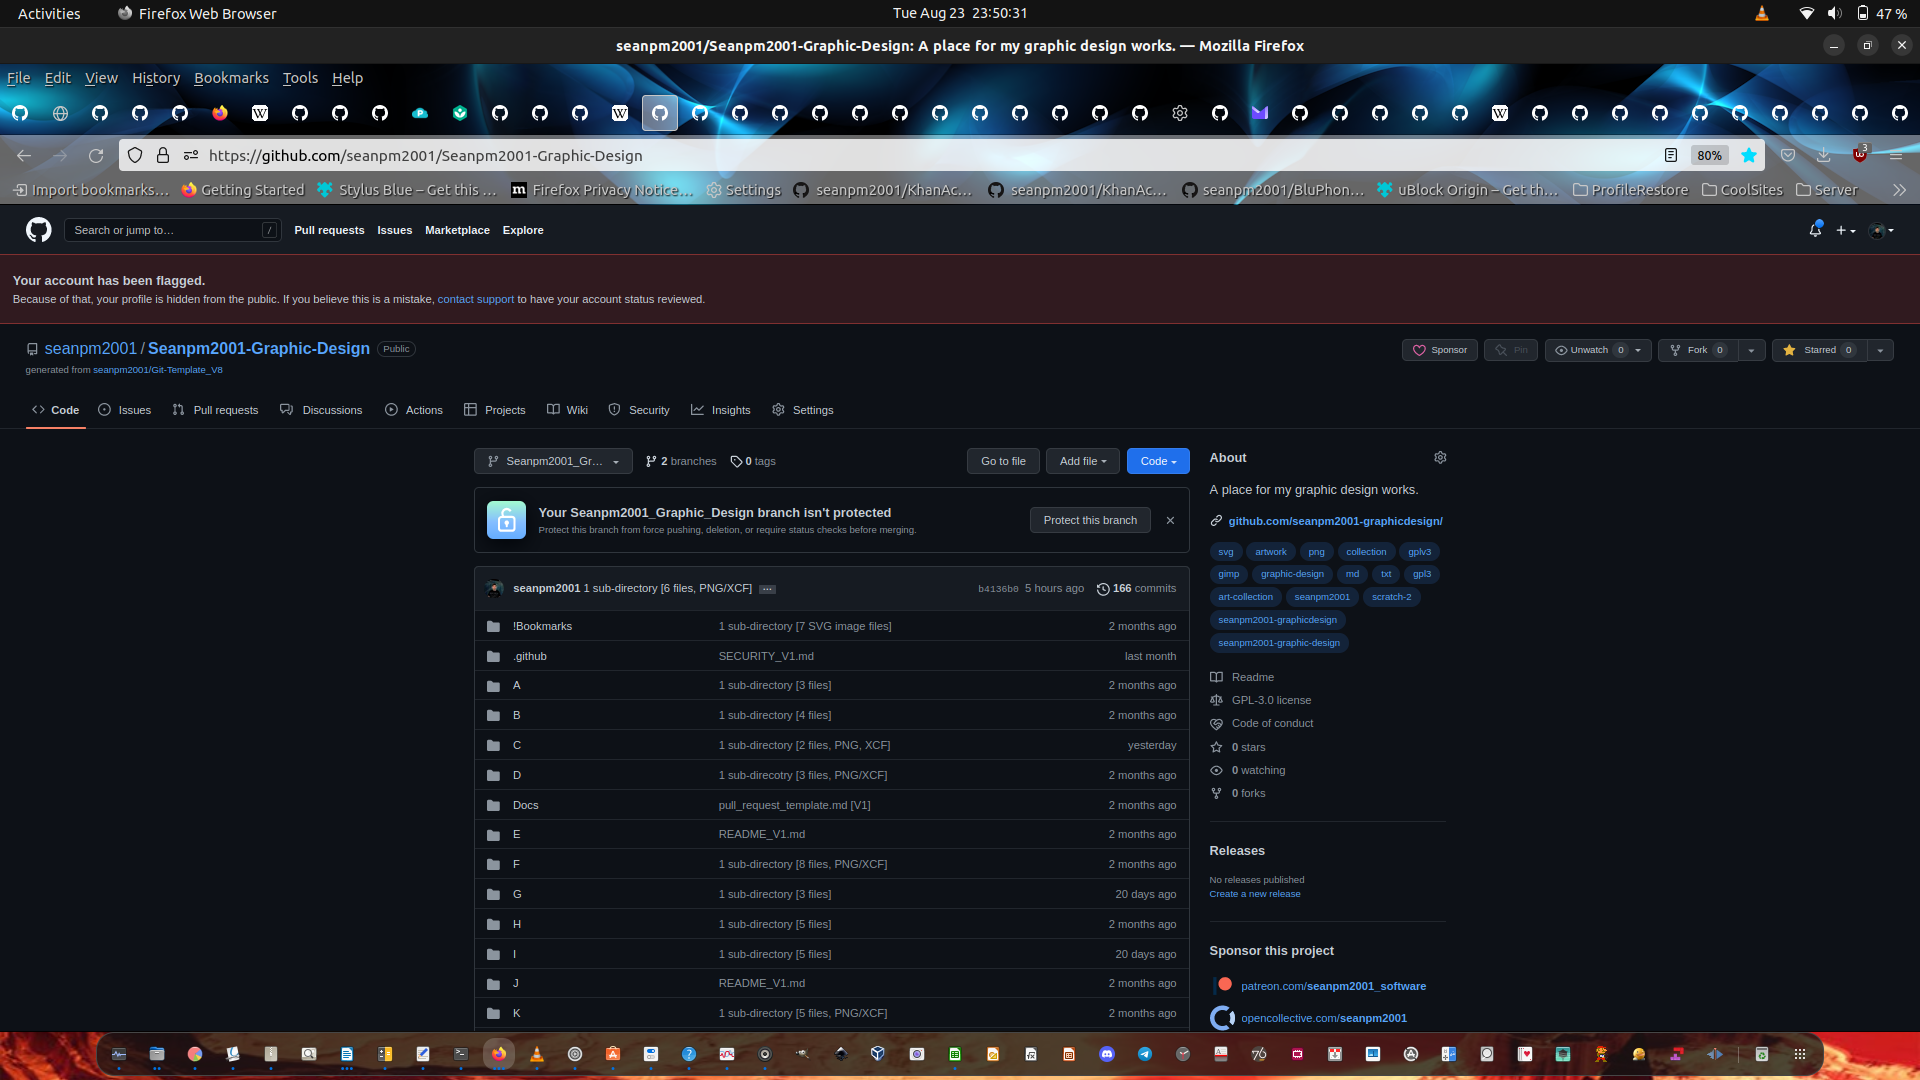 Activities
Firefox Web Browser
Tue Aug 23 23:50:31
47 %
seanpm2001/Seanpm2001-Graphic-Design: A place for my graphic design works. — Mozilla Firefox
File Edit View History Bookmarks Tools Help
https://github.com/seanpm2001/Seanpm2001-Graphic-Design
80%
3
Import bookmarks… Getting Started Stylus Blue – Get this … Firefox Privacy Notice… Settings seanpm2001/KhanAc… seanpm2001/KhanAc… seanpm2001/BluPhon… uBlock Origin – Get th… ProfileRestore CoolSites Server
Search or jump to… /
Pull requests Issues Marketplace Explore
Your account has been flagged.
Because of that, your profile is hidden from the public. If you believe this is a mistake, contact support to have your account status reviewed.
seanpm2001 / Seanpm2001-Graphic-Design Public
generated from seanpm2001/Git-Template_V8
Sponsor Pin Unwatch 0 Fork 0 Starred 0
Code Issues Pull requests Discussions Actions Projects Wiki Security Insights Settings
Seanpm2001_Gr… 2 branches 0 tags
Go to file Add file Code
Your Seanpm2001_Graphic_Design branch isn't protected
Protect this branch from force pushing, deletion, or require status checks before merging.
Protect this branch
seanpm2001 1 sub-directory [6 files, PNG/XCF] … b4136b0 5 hours ago 166 commits
!Bookmarks 1 sub-directory [7 SVG image files] 2 months ago
.github SECURITY_V1.md last month
A 1 sub-directory [3 files] 2 months ago
B 1 sub-directory [4 files] 2 months ago
C 1 sub-directory [2 files, PNG, XCF] yesterday
D 1 sub-direcotry [3 files, PNG/XCF] 2 months ago
Docs pull_request_template.md [V1] 2 months ago
E README_V1.md 2 months ago
F 1 sub-directory [8 files, PNG/XCF] 2 months ago
G 1 sub-directory [3 files] 20 days ago
H 1 sub-directory [5 files] 2 months ago
I 1 sub-directory [5 files] 20 days ago
J README_V1.md 2 months ago
K 1 sub-directory [5 files, PNG/XCF] 2 months ago
About
A place for my graphic design works.
github.com/seanpm2001-graphicdesign/
svg artwork png collection gplv3
gimp graphic-design md txt gpl3
art-collection seanpm2001 scratch-2
seanpm2001-graphicdesign
seanpm2001-graphic-design
Readme
GPL-3.0 license
Code of conduct
0 stars
0 watching
0 forks
Releases
No releases published
Create a new release
Sponsor this project
patreon.com/seanpm2001_software
opencollective.com/seanpm2001